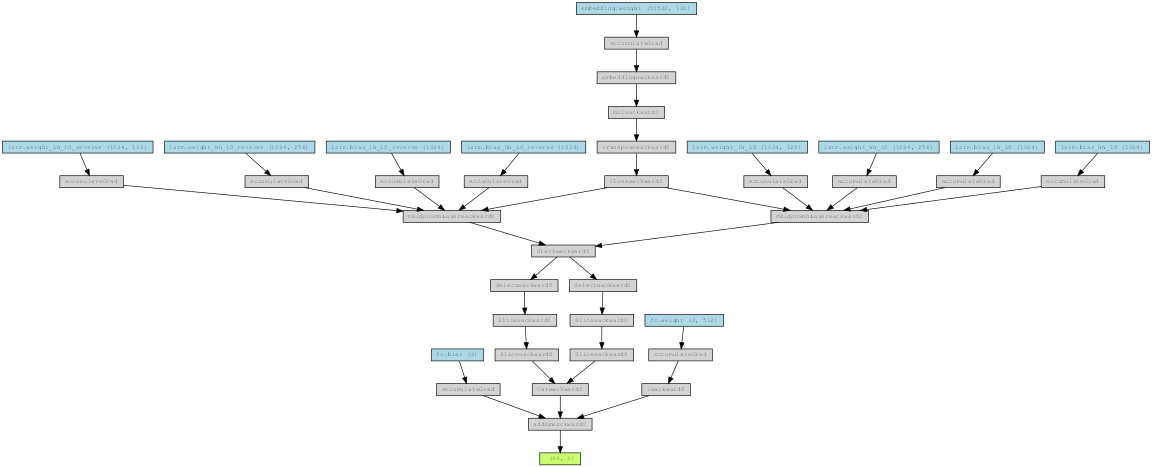 embedding.weight (30522, 128)
AccumulateGrad
EmbeddingBackward0
MulBackward0
lstm.weight_ih_l0_reverse (1024, 128) lstm.weight_hh_l0_reverse (1024, 256) lstm.bias_ih_l0_reverse (1024) lstm.bias_hh_l0_reverse (1024) TransposeBackward0 lstm.weight_ih_l0 (1024, 128) lstm.weight_hh_l0 (1024, 256) lstm.bias_ih_l0 (1024) lstm.bias_hh_l0 (1024)
AccumulateGrad AccumulateGrad AccumulateGrad AccumulateGrad CloneBackward0 AccumulateGrad AccumulateGrad AccumulateGrad AccumulateGrad
MkldnnRnnLayerBackward0 MkldnnRnnLayerBackward0
StackBackward0
SelectBackward0 SelectBackward0
SliceBackward0 SliceBackward0 fc.weight (2, 512)
fc.bias (2) SliceBackward0 SliceBackward0 AccumulateGrad
AccumulateGrad CatBackward0 TBackward0
AddmmBackward0
(64, 2)